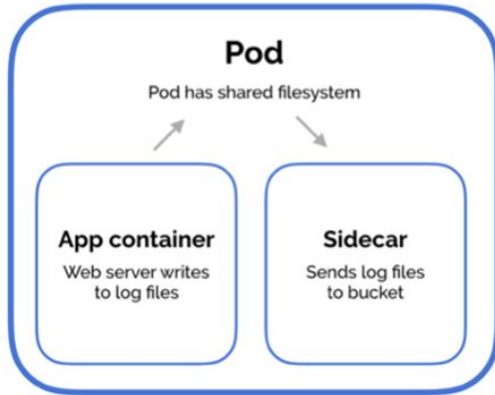 Pod
Pod has shared filesystem
App container
Web server writes
to log files
Sidecar
Sends log files
to bucket